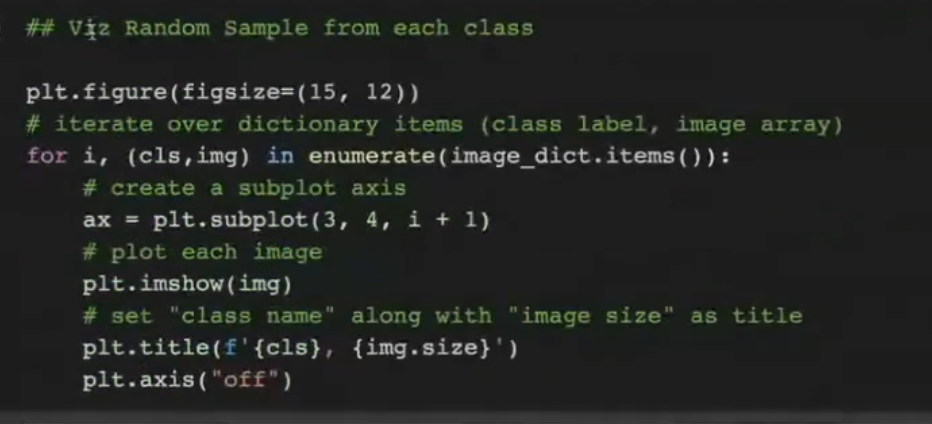 ## Viz Random Sample from each class
plt.figure(figsize=(15, 12))
# iterate over dictionary items (class label, image array)
for i, (cls,img) in enumerate(image_dict.items()):
    # create a subplot axis
    ax = plt.subplot(3, 4, i + 1)
    # plot each image
    plt.imshow(img)
    # set "class name" along with "image size" as title
    plt.title(f'{cls}, {img.size}')
    plt.axis("off")